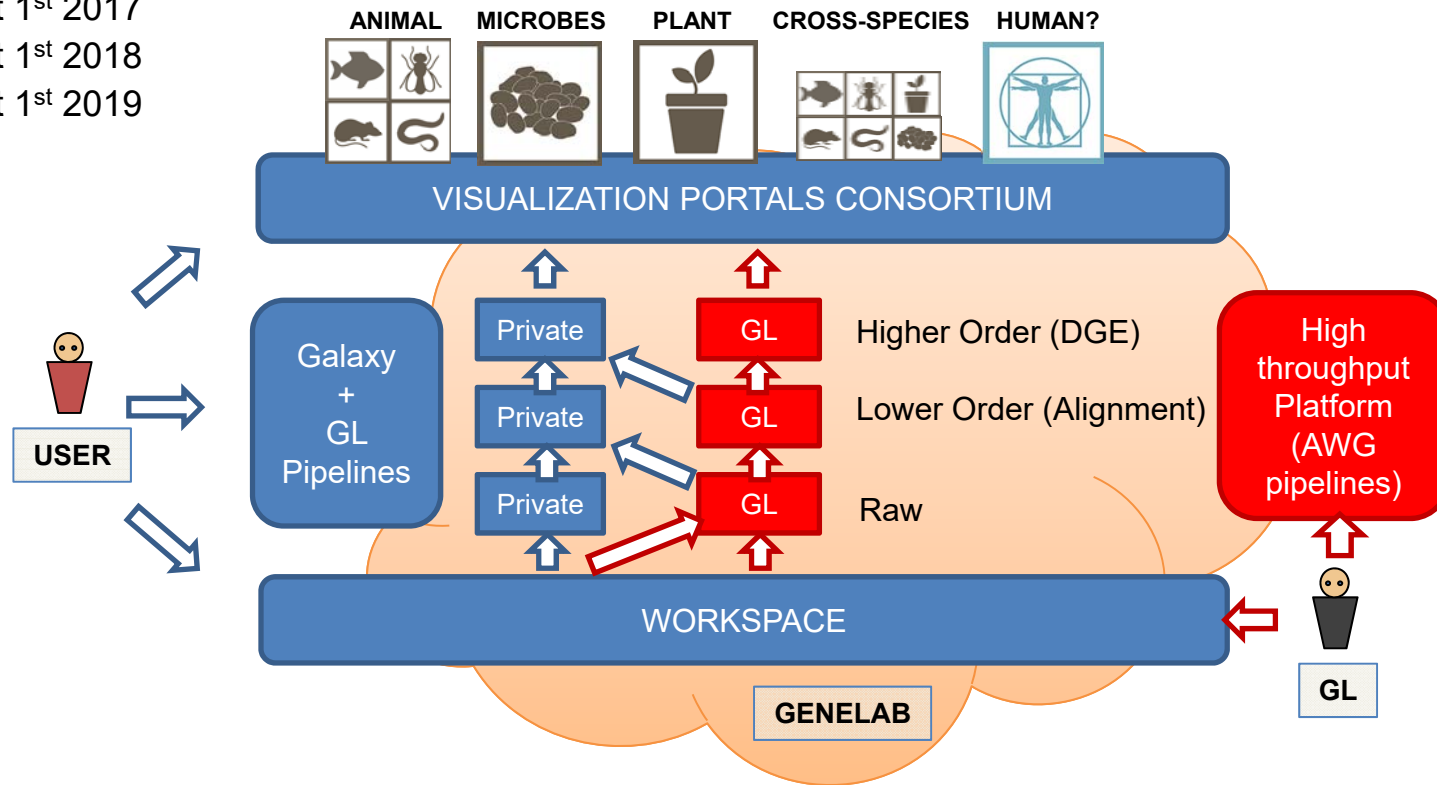 1st 2017
1st 2018
1st 2019
ANIMAL MICROBES PLANT CROSS-SPECIES HUMAN?
VISUALIZATION PORTALS CONSORTIUM
USER
Galaxy
+
GL
Pipelines
Private
Private
Private
GL
GL
GL
Higher Order (DGE)
Lower Order (Alignment)
Raw
High
throughput
Platform
(AWG
pipelines)
WORKSPACE
GENELAB
GL